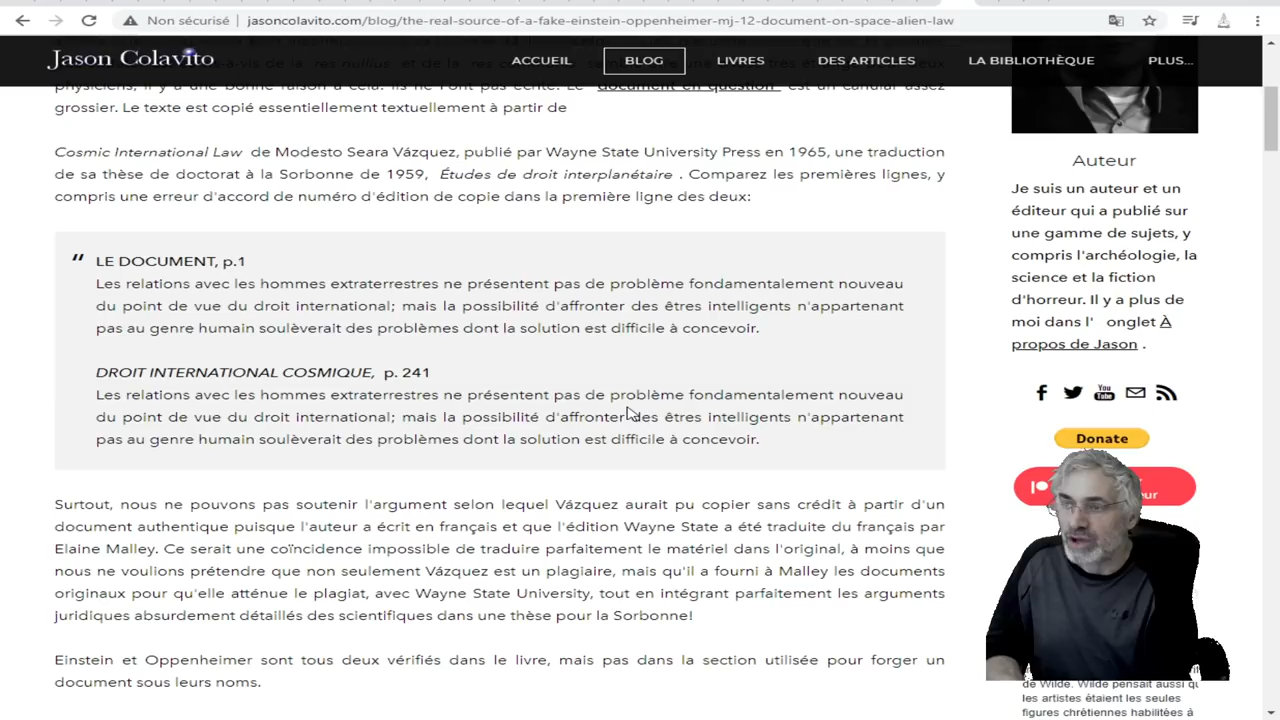 Non sécurisé | jasoncolavito.com/blog/the-real-source-of-a-fake-einstein-oppenheimer-mj-12-document-on-space-alien-law
Jason Colavito
ACCUEIL BLOG LIVRES DES ARTICLES LA BIBLIOTHÈQUE PLUS...
physiciens, il y a une bonne raison à cela. Ils ne l'ont pas écrite. Le document en question est un canular assez
grossier. Le texte est copié essentiellement textuellement à partir de
Cosmic International Law de Modesto Seara Vázquez, publié par Wayne State University Press en 1965, une traduction
de sa thèse de doctorat à la Sorbonne de 1959, Études de droit interplanétaire . Comparez les premières lignes, y
compris une erreur d'accord de numéro d'édition de copie dans la première ligne des deux:
“ LE DOCUMENT, p.1
Les relations avec les hommes extraterrestres ne présentent pas de problème fondamentalement nouveau
du point de vue du droit international; mais la possibilité d'affronter des êtres intelligents n'appartenant
pas au genre humain soulèverait des problèmes dont la solution est difficile à concevoir.
DROIT INTERNATIONAL COSMIQUE, p. 241
Les relations avec les hommes extraterrestres ne présentent pas de problème fondamentalement nouveau
du point de vue du droit international; mais la possibilité d'affronter des êtres intelligents n'appartenant
pas au genre humain soulèverait des problèmes dont la solution est difficile à concevoir.
Surtout, nous ne pouvons pas soutenir l'argument selon lequel Vázquez aurait pu copier sans crédit à partir d'un
document authentique puisque l'auteur a écrit en français et que l'édition Wayne State a été traduite du français par
Elaine Malley. Ce serait une coïncidence impossible de traduire parfaitement le matériel dans l'original, à moins que
nous ne voulions prétendre que non seulement Vázquez est un plagiaire, mais qu'il a fourni à Malley les documents
originaux pour qu'elle atténue le plagiat, avec Wayne State University, tout en intégrant parfaitement les arguments
juridiques absurdement détaillés des scientifiques dans une thèse pour la Sorbonne!
Einstein et Oppenheimer sont tous deux vérifiés dans le livre, mais pas dans la section utilisée pour forger un
document sous leurs noms.
Auteur
Je suis un auteur et un
éditeur qui a publié sur
une gamme de sujets, y
compris l'archéologie, la
science et la fiction
d'horreur. Il y a plus de
moi dans l' onglet À
propos de Jason .
You
Tube
Donate
de Wilde. Wilde pensait aussi
les artistes étaient les seules
figures chrétiennes habilitées à